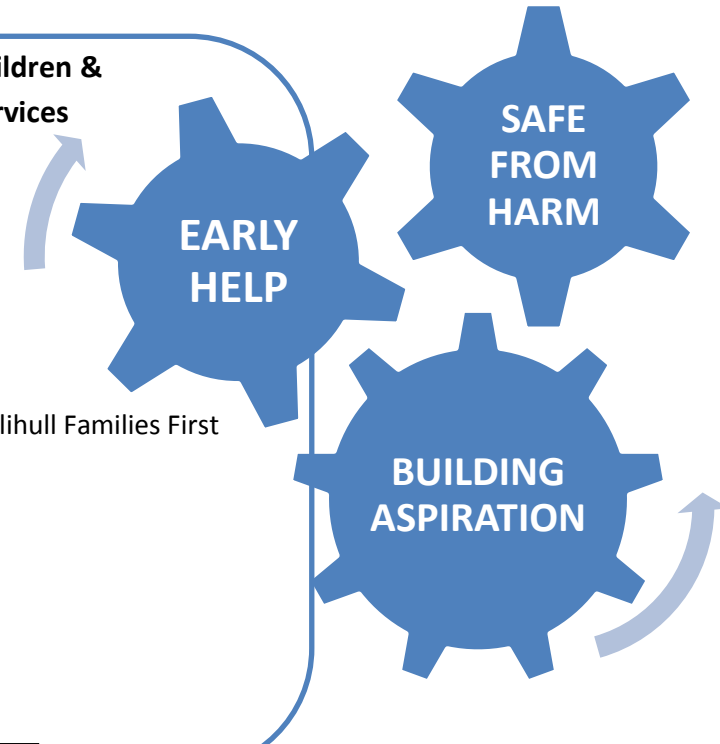 ildren &
rvices
SAFE
FROM
HARM
EARLY
HELP
lihull Families First
BUILDING
ASPIRATION